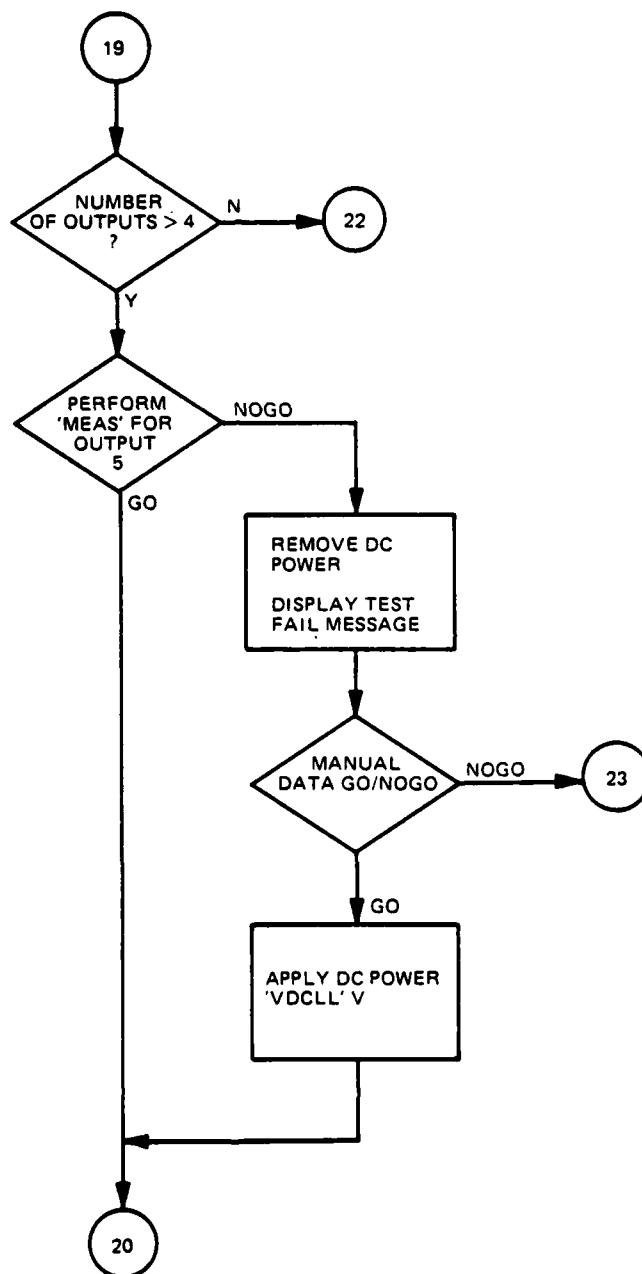 19
NUMBER
OF OUTPUTS > 4
?
N
22
Y
PERFORM
'MEAS' FOR
OUTPUT
5
NOGO
GO
REMOVE DC
POWER
DISPLAY TEST
FAIL MESSAGE
MANUAL
DATA GO/NOGO
NOGO
23
GO
APPLY DC POWER
'VDCLL' V
20